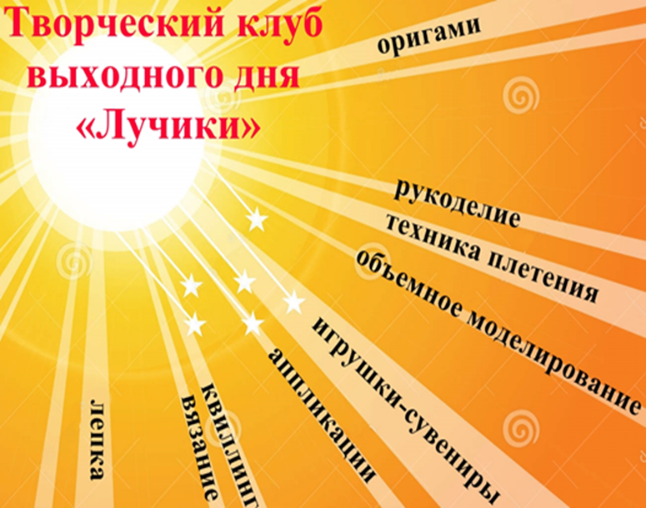 Творческий клуб
выходного дня
«Лучики»
оригами
рукоделие
техника плетения
объемное моделирование
игрушки-сувениры
аппликации
квиллинг
вязание
лепка